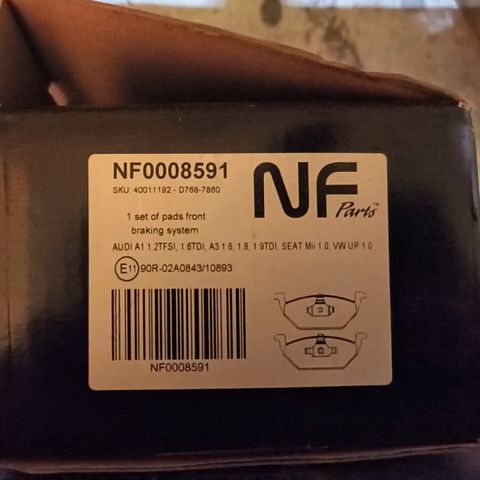 NF0008591
SKU: 40011192 - D768-7860
NF
Parts™
1 set of pads front
braking system
AUDI A1 1.2TFSI, 1.6TDI, A3 1.6, 1.8, 1.9TDI, SEAT Mii 1.0, VW UP 1.0
E11 90R-02A0843/10893
NF0008591